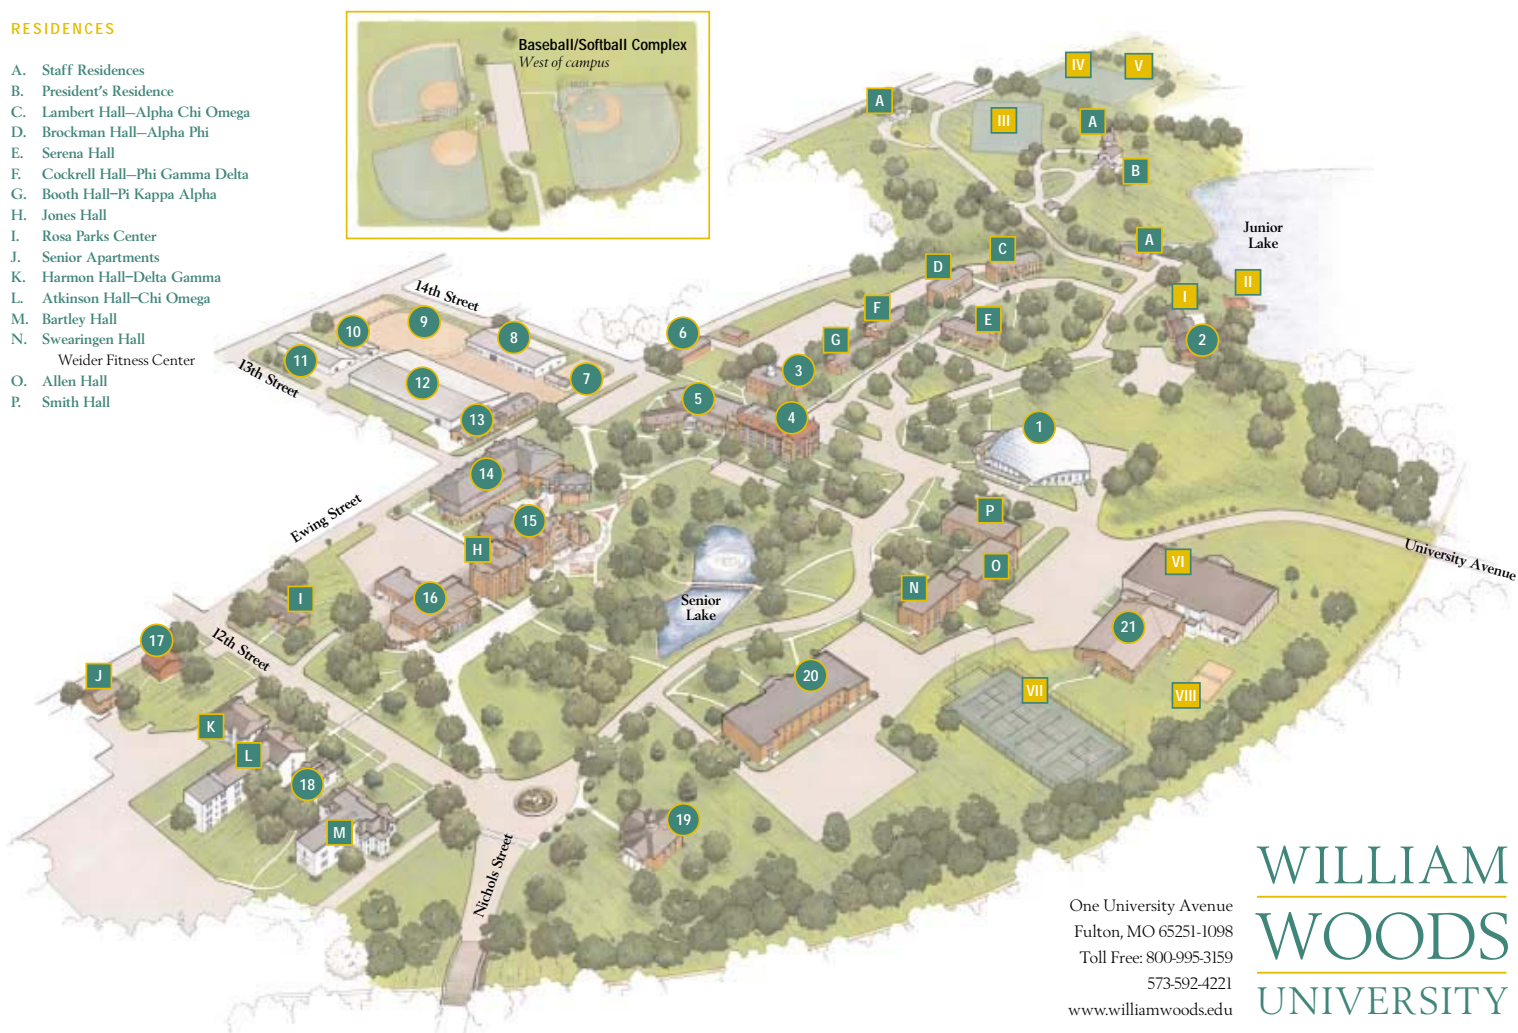 RESIDENCES
A. Staff Residences
B. President's Residence
C. Lambert Hall—Alpha Chi Omega
D. Brockman Hall—Alpha Phi
E. Serena Hall
F. Cockrell Hall—Phi Gamma Delta
G. Booth Hall—Pi Kappa Alpha
H. Jones Hall
I. Rosa Parks Center
J. Senior Apartments
K. Harmon Hall—Delta Gamma
L. Atkinson Hall—Chi Omega
M. Bartley Hall
N. Swearingen Hall
Weider Fitness Center
O. Allen Hall
P. Smith Hall
Baseball/Softball Complex
West of campus
IV
V
A
III
A
B
A
Junior
Lake
C
D
II
I
14th Street
F
E
9
10
6
8
2
G
11
3
13th Street
12
7
5
4
13
1
14
Ewing Street
P
15
University Avenue
H
VI
O
N
I
16
Senior
Lake
21
17
12th Street
J
20
VII
VIII
K
L
18
19
M
Nichols Street
One University Avenue
Fulton, MO 65251-1098
Toll Free: 800-995-3159
573-592-4221
www.williamwoods.edu
WILLIAM
WOODS
UNIVERSITY